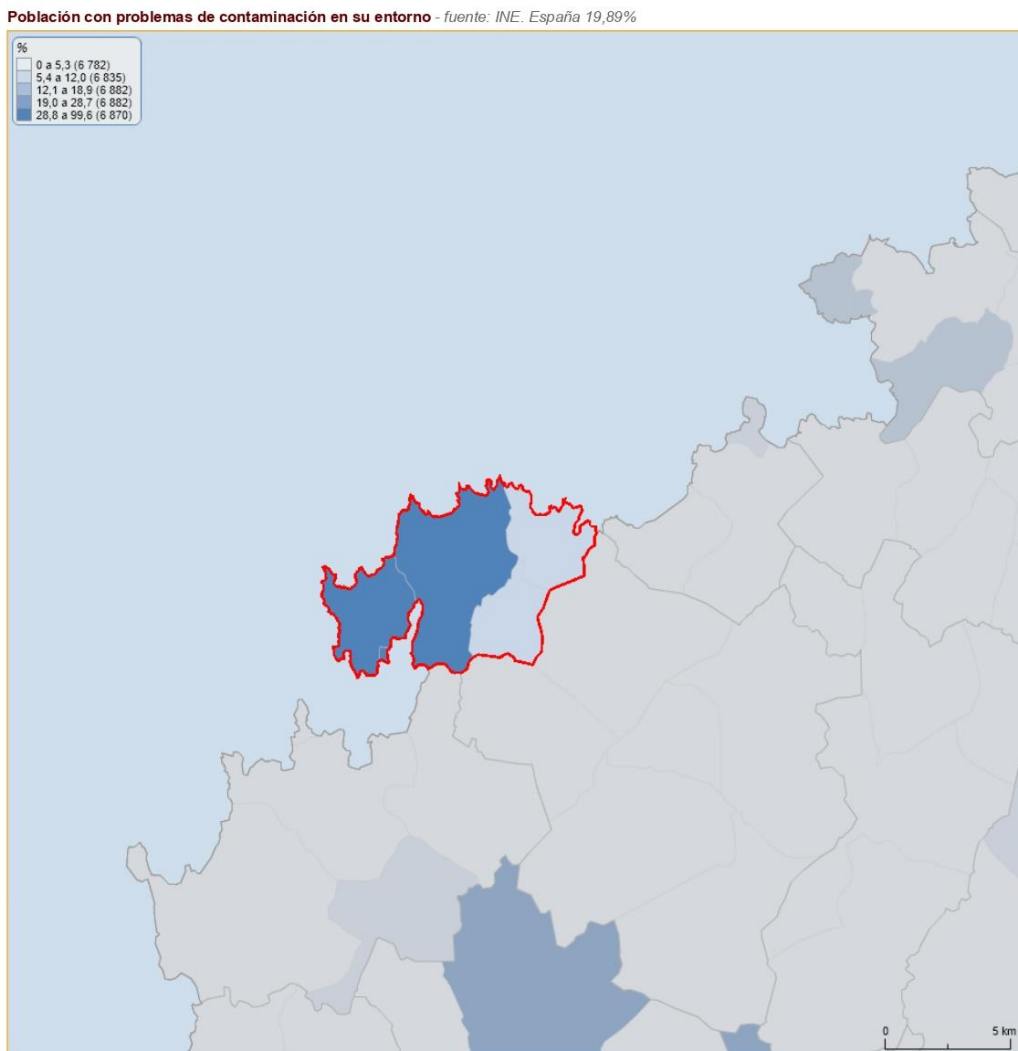 Población con problemas de contaminación en su entorno - fuente: INE. España 19,89%
%
0 a 5,3 (6 782)
5,4 a 12,0 (6 835)
12,1 a 18,9 (6 882)
19,0 a 28,7 (6 882)
28,8 a 99,6 (6 870)
0 5 km